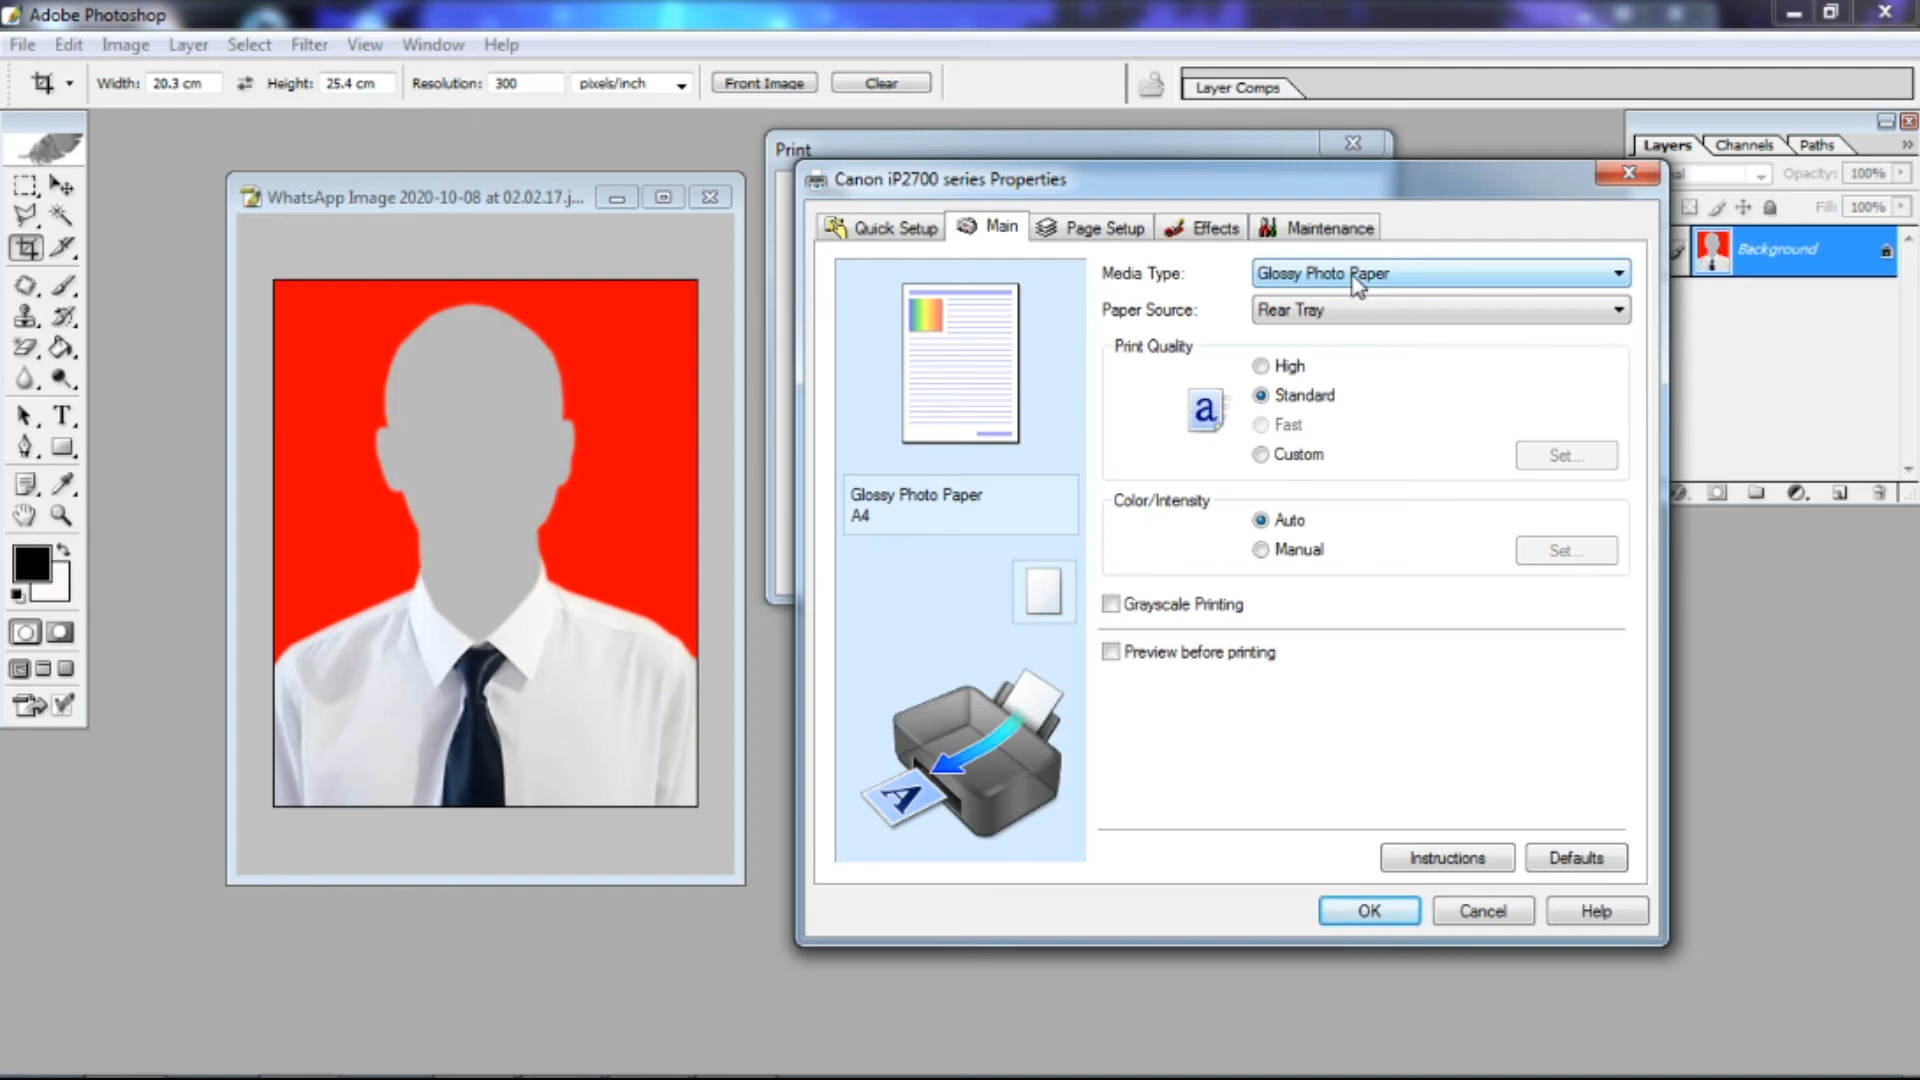 Adobe Photoshop
File Edit Image Layer Select Filter View Window Help
Width: 20.3 cm Height: 25.4 cm Resolution: 300 pixels/inch Front Image Clear Layer Comps
Print
Layers Channels Paths
Opacity: 100%
Fill: 100%
Background
WhatsApp Image 2020-10-08 at 02.02.17.j...
Canon iP2700 series Properties
Quick Setup Main Page Setup Effects Maintenance
Media Type: Glossy Photo Paper
Paper Source: Rear Tray
Print Quality
High
Standard
Fast
Custom Set...
a
Glossy Photo Paper
A4
Color/Intensity
Auto
Manual Set...
Grayscale Printing
Preview before printing
A
Instructions Defaults
OK Cancel Help
T